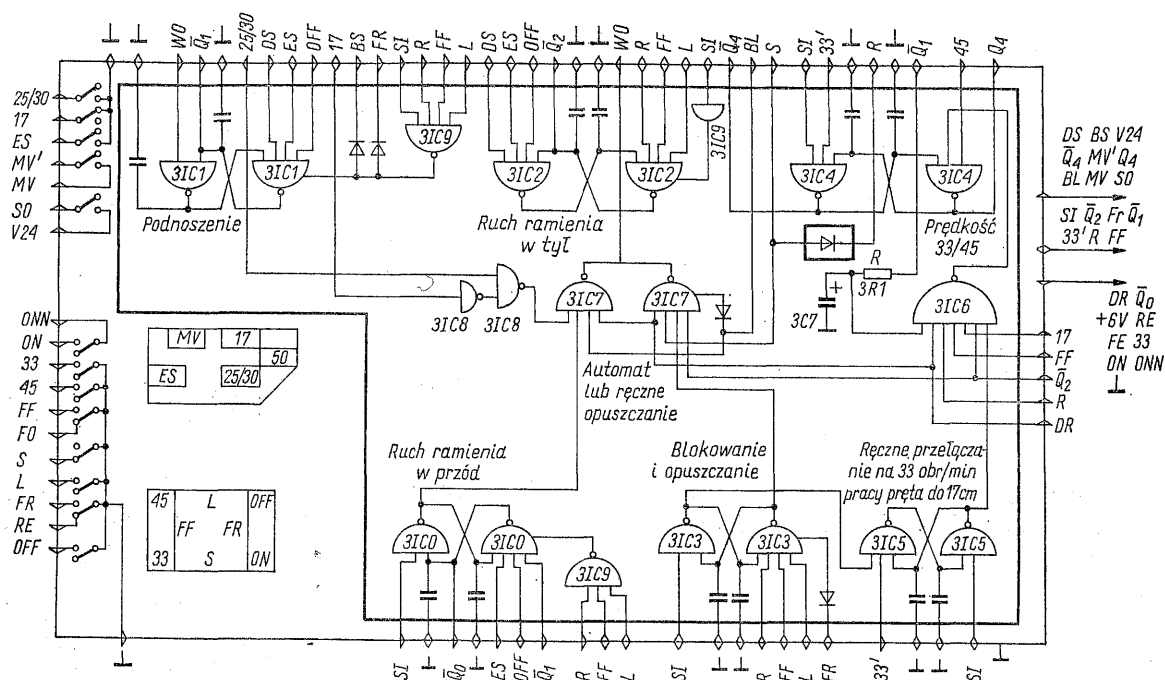 WO Q̅1 25/30 DS ES OFF 17 BS FR SI R FF L DS ES OFF Q̅2 WO R FF L SI Q̅4 BL S SI 33' R Q̅1 45 Q4
25/30
17
ES
MV'
MV
SO
V24
3IC1
3IC1
3IC9
3IC2
3IC2
3IC9
3IC4
3IC4
Podnoszenie
Ruch ramienia
w tył
Prędkość
33/45
DS BS V24
Q̅4 MV' Q4
BL MV SO
SI Q̅2 Fr Q̅1
33' R FF
DR Q̅0
+6V RE
FE 33
ON ONN
3IC8
3IC8
3IC7
3IC7
R
3R1
+
3C7
3IC6
17
FF
Q̅2
R
DR
Automat
lub ręczne
opuszczanie
ONN
ON
33
45
FF
FO
S
L
FR
RE
OFF
MV
17
50
ES
25/30
45 L OFF
FF FR
33 S ON
Ruch ramienia
w przód
Blokowanie
i opuszczanie
Ręczne przełącza-
nie na 33 obr/min
pracy pręta do 17cm
3IC0
3IC0
3IC9
3IC3
3IC3
3IC5
3IC5
SI Q̅0 ES OFF Q̅1 R FF L SI R FF L FR 33' SI